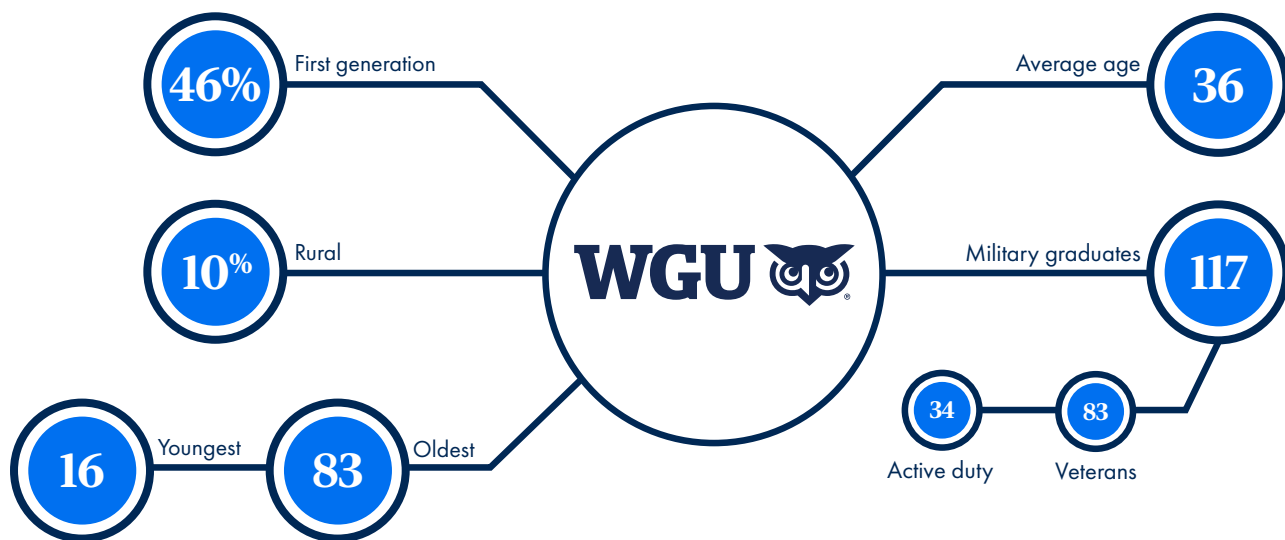 46%
First generation
Average age
36
10%
Rural
WGU
®
Military graduates
117
16
Youngest
83
Oldest
34
Active duty
83
Veterans